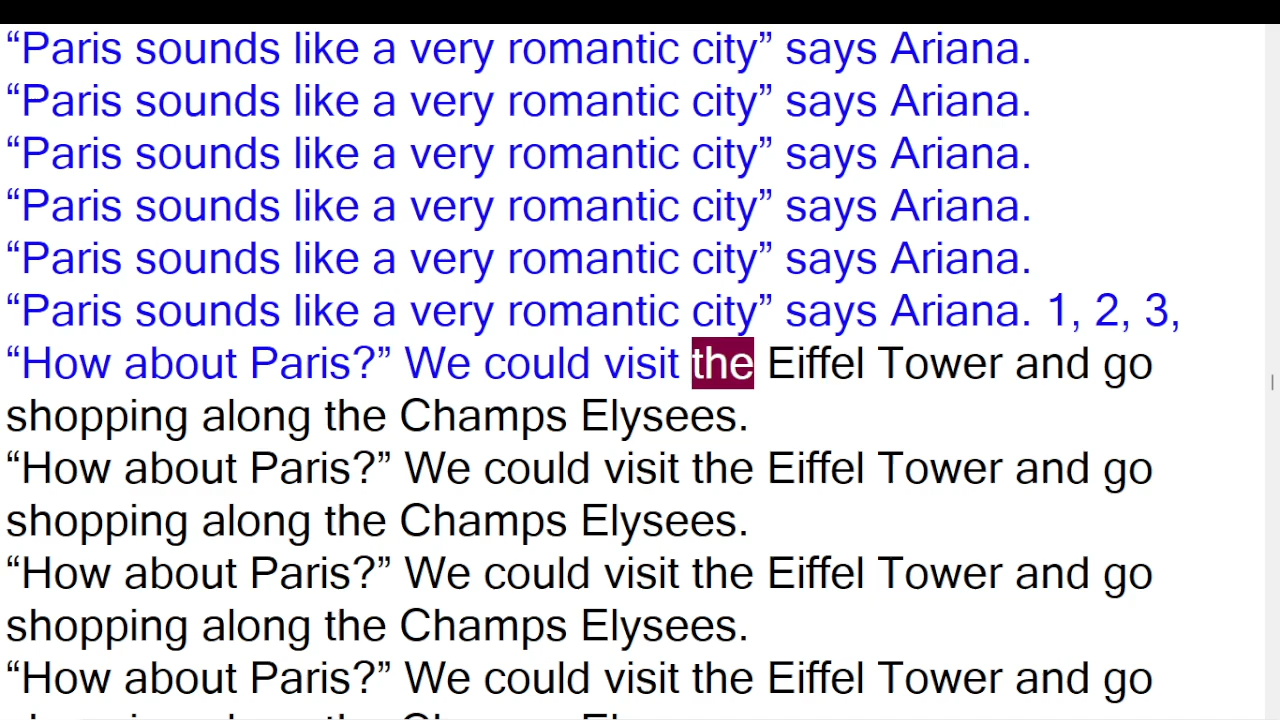 “Paris sounds like a very romantic city” says Ariana.
“Paris sounds like a very romantic city” says Ariana.
“Paris sounds like a very romantic city” says Ariana.
“Paris sounds like a very romantic city” says Ariana.
“Paris sounds like a very romantic city” says Ariana.
“Paris sounds like a very romantic city” says Ariana. 1, 2, 3,
“How about Paris?” We could visit the Eiffel Tower and go
shopping along the Champs Elysees.
“How about Paris?” We could visit the Eiffel Tower and go
shopping along the Champs Elysees.
“How about Paris?” We could visit the Eiffel Tower and go
shopping along the Champs Elysees.
“How about Paris?” We could visit the Eiffel Tower and go